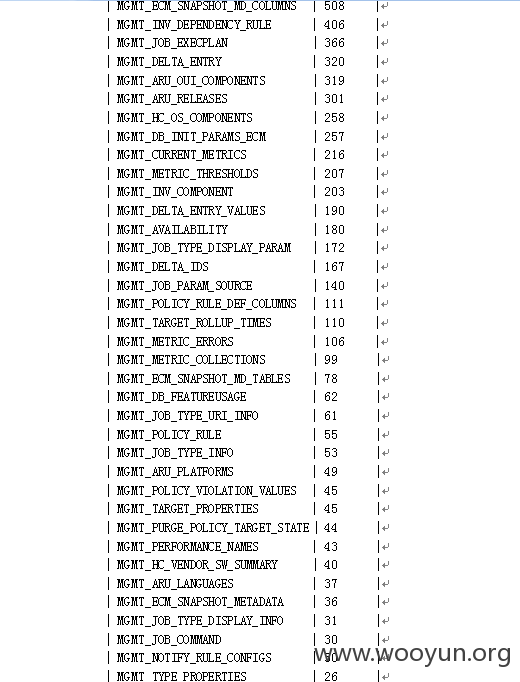 | MGMT_ECM_SNAPSHOT_MD_COLUMNS | 508 |
| MGMT_INV_DEPENDENCY_RULE | 406 |
| MGMT_JOB_EXECPLAN | 366 |
| MGMT_DELTA_ENTRY | 320 |
| MGMT_ARU_OUI_COMPONENTS | 319 |
| MGMT_ARU_RELEASES | 301 |
| MGMT_HC_OS_COMPONENTS | 258 |
| MGMT_DB_INIT_PARAMS_ECM | 257 |
| MGMT_CURRENT_METRICS | 216 |
| MGMT_METRIC_THRESHOLDS | 207 |
| MGMT_INV_COMPONENT | 203 |
| MGMT_DELTA_ENTRY_VALUES | 190 |
| MGMT_AVAILABILITY | 180 |
| MGMT_JOB_TYPE_DISPLAY_PARAM | 172 |
| MGMT_DELTA_IDS | 167 |
| MGMT_JOB_PARAM_SOURCE | 140 |
| MGMT_POLICY_RULE_DEF_COLUMNS | 111 |
| MGMT_TARGET_ROLLUP_TIMES | 110 |
| MGMT_METRIC_ERRORS | 106 |
| MGMT_METRIC_COLLECTIONS | 99 |
| MGMT_ECM_SNAPSHOT_MD_TABLES | 78 |
| MGMT_DB_FEATUREUSAGE | 62 |
| MGMT_JOB_TYPE_URI_INFO | 61 |
| MGMT_POLICY_RULE | 55 |
| MGMT_JOB_TYPE_INFO | 53 |
| MGMT_ARU_PLATFORMS | 49 |
| MGMT_POLICY_VIOLATION_VALUES | 45 |
| MGMT_TARGET_PROPERTIES | 45 |
| MGMT_PURGE_POLICY_TARGET_STATE | 44 |
| MGMT_PERFORMANCE_NAMES | 43 |
| MGMT_HC_VENDOR_SW_SUMMARY | 40 |
| MGMT_ARU_LANGUAGES | 37 |
| MGMT_ECM_SNAPSHOT_METADATA | 36 |
| MGMT_JOB_TYPE_DISPLAY_INFO | 31 |
| MGMT_JOB_COMMAND | 30 |
www.wooyun.org
| MGMT_NOTIFY_RULE_CONFIGS | |
| MGMT_TYPE_PROPERTIES | 26 |